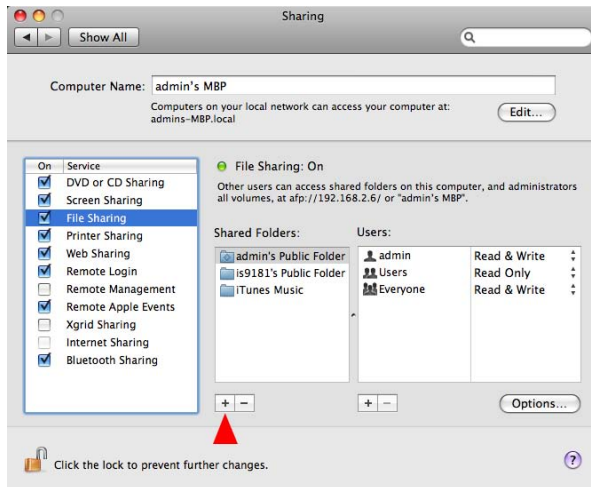 Sharing
Show All
Computer Name: admin's MBP
Computers on your local network can access your computer at:
admins-MBP.local
Edit...
On Service
DVD or CD Sharing
Screen Sharing
File Sharing
Printer Sharing
Web Sharing
Remote Login
Remote Management
Remote Apple Events
Xgrid Sharing
Internet Sharing
Bluetooth Sharing
File Sharing: On
Other users can access shared folders on this computer, and administrators
all volumes, at afp://192.168.2.6/ or "admin's MBP".
Shared Folders:
admin's Public Folder
is9181's Public Folder
iTunes Music
+ −
Users:
admin Read & Write
Users Read Only
Everyone Read & Write
+ −
Options...
Click the lock to prevent further changes.
?